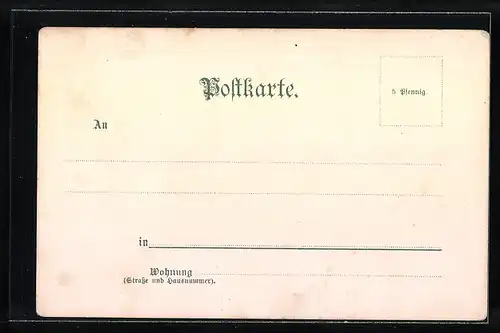 Postkarte.
5 Pfennig.
An
in
Wohnung
(Straße und Hausnummer).